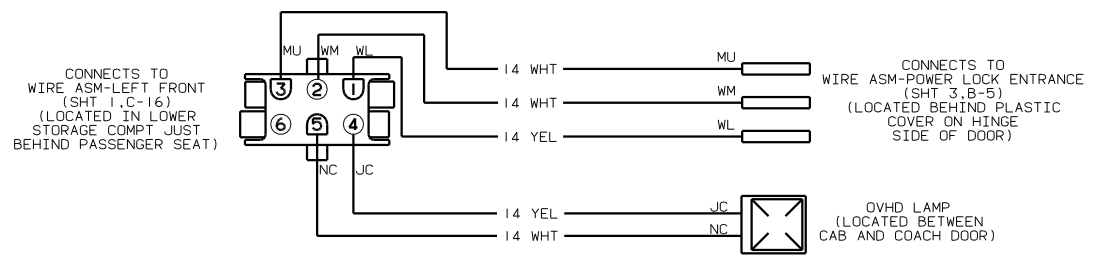 CONNECTS TO
WIRE ASM-LEFT FRONT
(SHT 1,C-16)
(LOCATED IN LOWER
STORAGE COMPT JUST
BEHIND PASSENGER SEAT)
MU WM WL
3 2 1
6 5 4
NC JC
14 WHT
14 WHT
14 YEL
14 YEL
14 WHT
MU
WM
WL
JC
NC
CONNECTS TO
WIRE ASM-POWER LOCK ENTRANCE
(SHT 3,B-5)
(LOCATED BEHIND PLASTIC
COVER ON HINGE
SIDE OF DOOR)
OVHD LAMP
(LOCATED BETWEEN
CAB AND COACH DOOR)